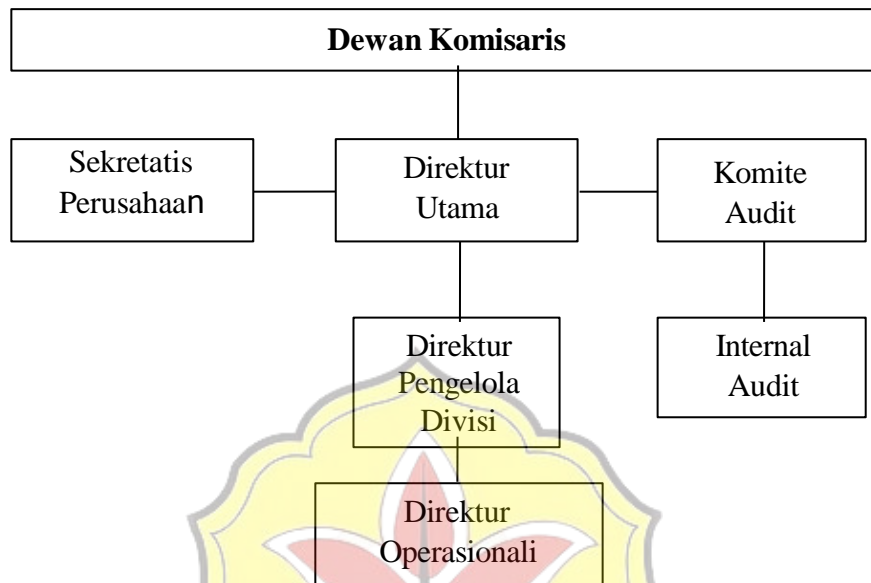 Dewan Komisaris
Sekretatis
Perusahaan
Direktur
Utama
Komite
Audit
Direktur
Pengelola
Divisi
Internal
Audit
Direktur
Operasionali